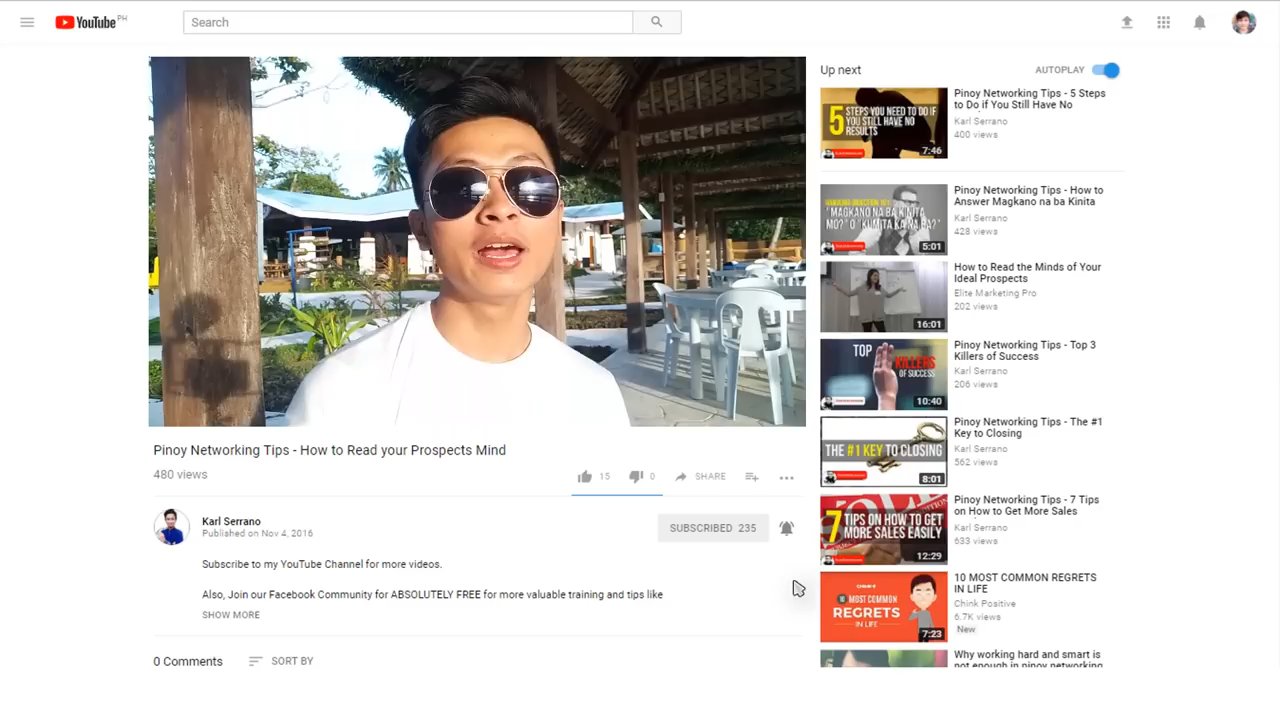 YouTube PH
Search
Up next
AUTOPLAY
5 STEPS YOU NEED TO DO IF
YOU STILL HAVE NO
RESULTS
7:46
Pinoy Networking Tips - 5 Steps
to Do if You Still Have No
Karl Serrano
400 views
HANDLING OBJECTION 101
"MAGKANO NA BA KINITA
MO?" O "KUMITA KA NA BA?"
5:01
Pinoy Networking Tips - How to
Answer Magkano na ba Kinita
Karl Serrano
428 views
16:01
How to Read the Minds of Your
Ideal Prospects
Elite Marketing Pro
202 views
TOP
KILLERS
OF SUCCESS
10:40
Pinoy Networking Tips - Top 3
Killers of Success
Karl Serrano
206 views
THE #1 KEY TO CLOSING
8:01
Pinoy Networking Tips - The #1
Key to Closing
Karl Serrano
562 views
7 TIPS ON HOW TO GET
MORE SALES EASILY
12:29
Pinoy Networking Tips - 7 Tips
on How to Get More Sales
Karl Serrano
633 views
CHINK+
10 MOST COMMON
REGRETS
IN LIFE
7:23
10 MOST COMMON REGRETS
IN LIFE
Chink Positive
6.7K views
New
Why working hard and smart is
not enough in pinoy networking
Pinoy Networking Tips - How to Read your Prospects Mind
480 views
15
0
SHARE
Karl Serrano
Published on Nov 4, 2016
SUBSCRIBED 235
Subscribe to my YouTube Channel for more videos.
Also, Join our Facebook Community for ABSOLUTELY FREE for more valuable training and tips like
SHOW MORE
0 Comments
SORT BY